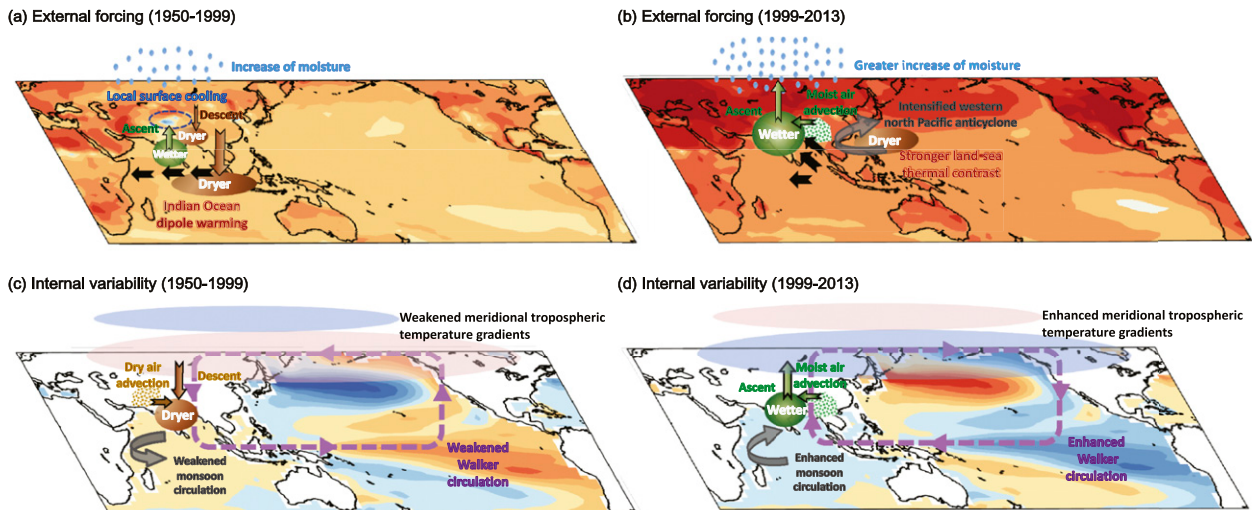 (a) External forcing (1950-1999)
Increase of moisture
Local surface cooling
Ascent
Descent
Dryer
Wetter
Dryer
Indian Ocean
dipole warming
(b) External forcing (1999-2013)
Greater increase of moisture
Ascent
Moist air
advection
Intensified western
north Pacific anticyclone
Wetter
Dryer
Stronger land-sea
thermal contrast
(c) Internal variability (1950-1999)
Weakened meridional tropospheric
temperature gradients
Dry air
advection
Descent
Dryer
Weakened
monsoon
circulation
Weakened
Walker
circulation
(d) Internal variability (1999-2013)
Enhanced meridional tropospheric
temperature gradients
Moist air
advection
Ascent
Wetter
Enhanced
monsoon
circulation
Enhanced
Walker
circulation